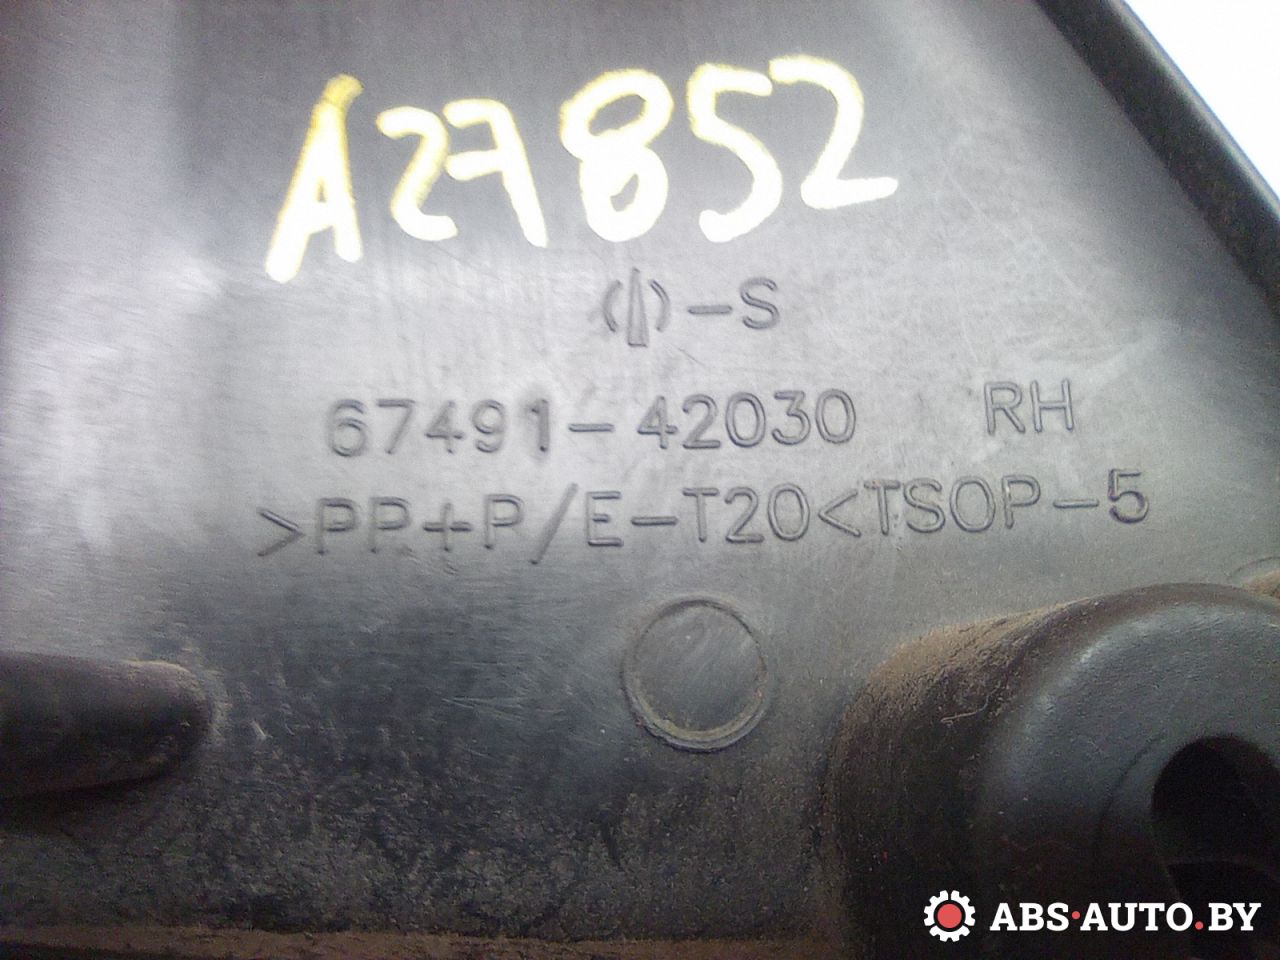 A27852
-S
67491-42030 RH
>PP+P/E-T20<TSOP-5
ABS·AUTO.BY